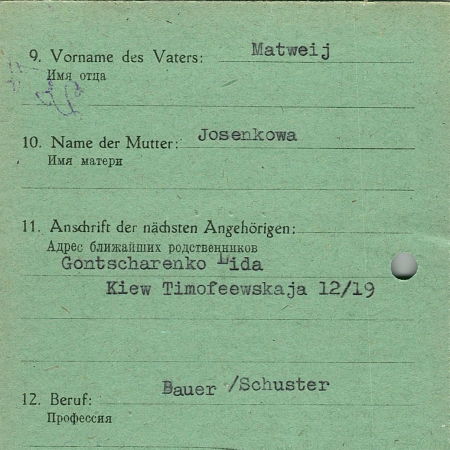 9. Vorname des Vaters: Matweij
Имя отца
10. Name der Mutter: Josenkowa
Имя матери
11. Anschrift der nächsten Angehörigen:
Адрес ближайших родственников
Gontscharenko Lida
Kiew Timofeewskaja 12/19
12. Beruf: Bauer /Schuster
Профессия